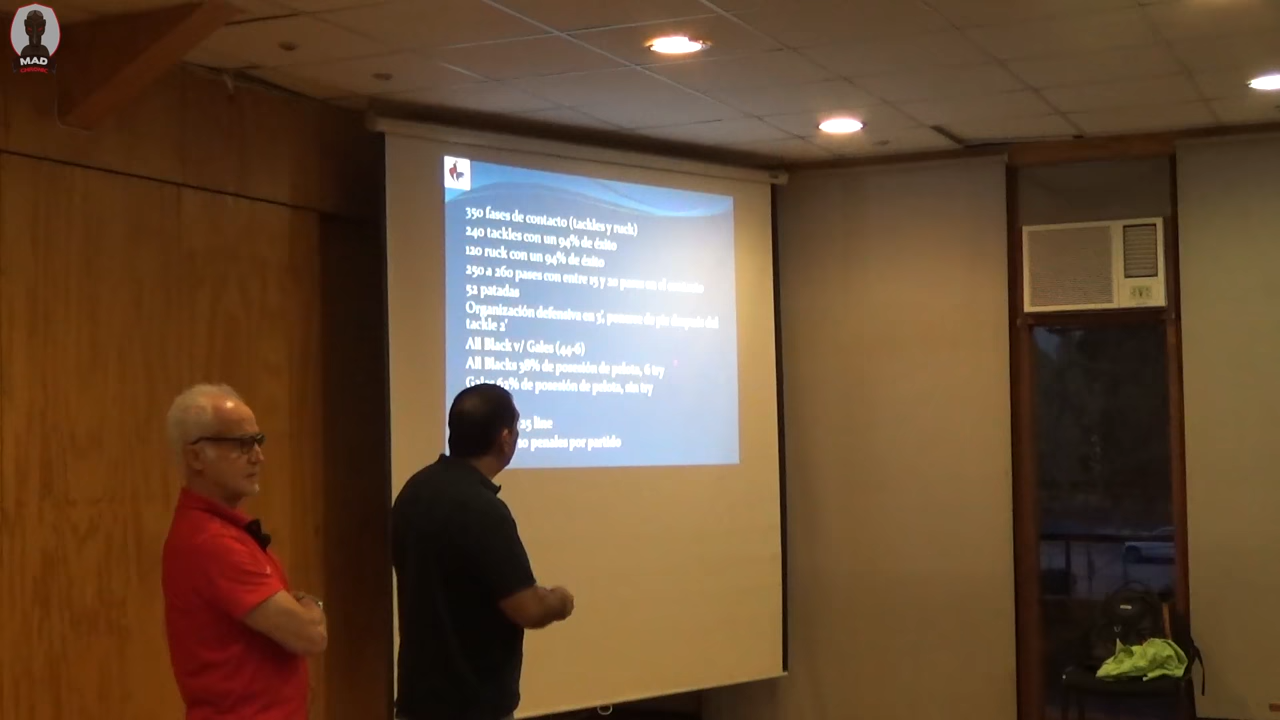 MAD
CHANNEL
350 fases de contacto (tackles y ruck)
240 tackles con un 94% de éxito
120 ruck con un 94% de éxito
250 a 260 pases con entre 15 y 20 pases en el contacto
52 patadas
Organización defensiva en 3', ponerse de pie después del
tackle 2'
All Black v/ Gales (44-6)
All Blacks 38% de posesión de pelota, 6 try
Gales 62% de posesión de pelota, sin try
25 line
penales por partido